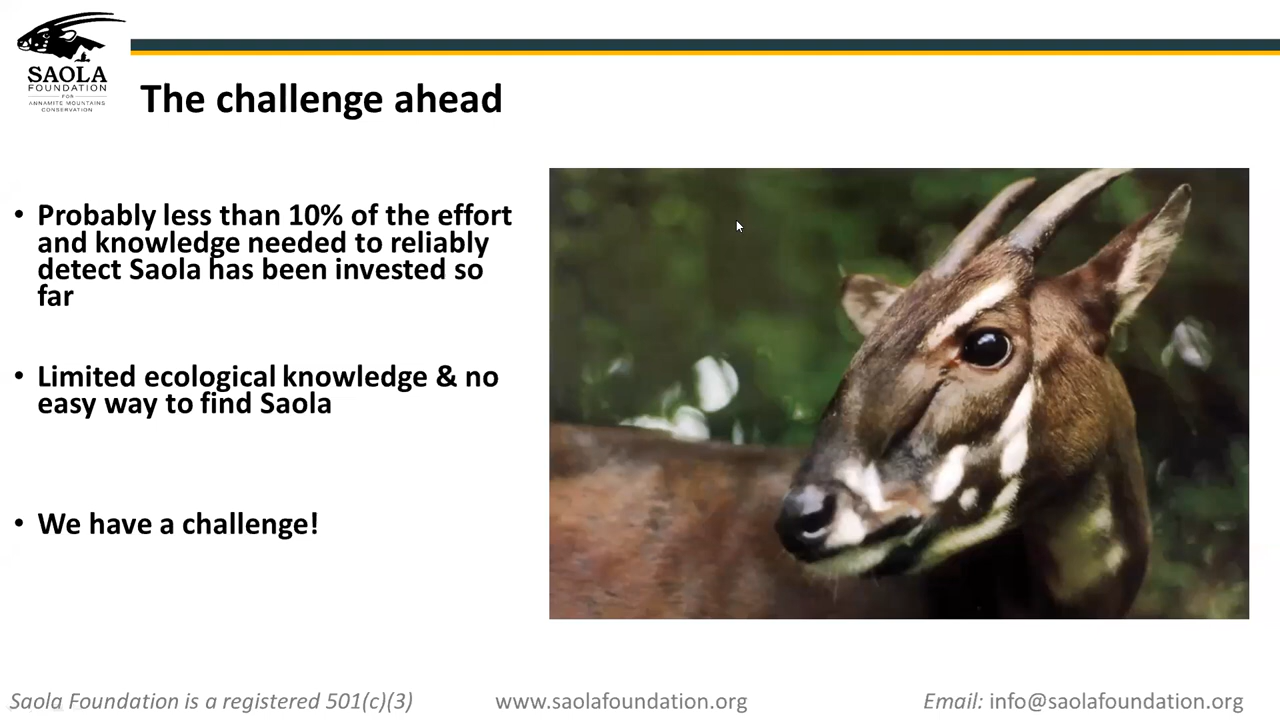 SAOLA
FOUNDATION
FOR
ANNAMITE MOUNTAINS
CONSERVATION
The challenge ahead
• Probably less than 10% of the effort
and knowledge needed to reliably
detect Saola has been invested so
far
• Limited ecological knowledge & no
easy way to find Saola
• We have a challenge!
Saola Foundation is a registered 501(c)(3)
www.saolafoundation.org
Email: info@saolafoundation.org